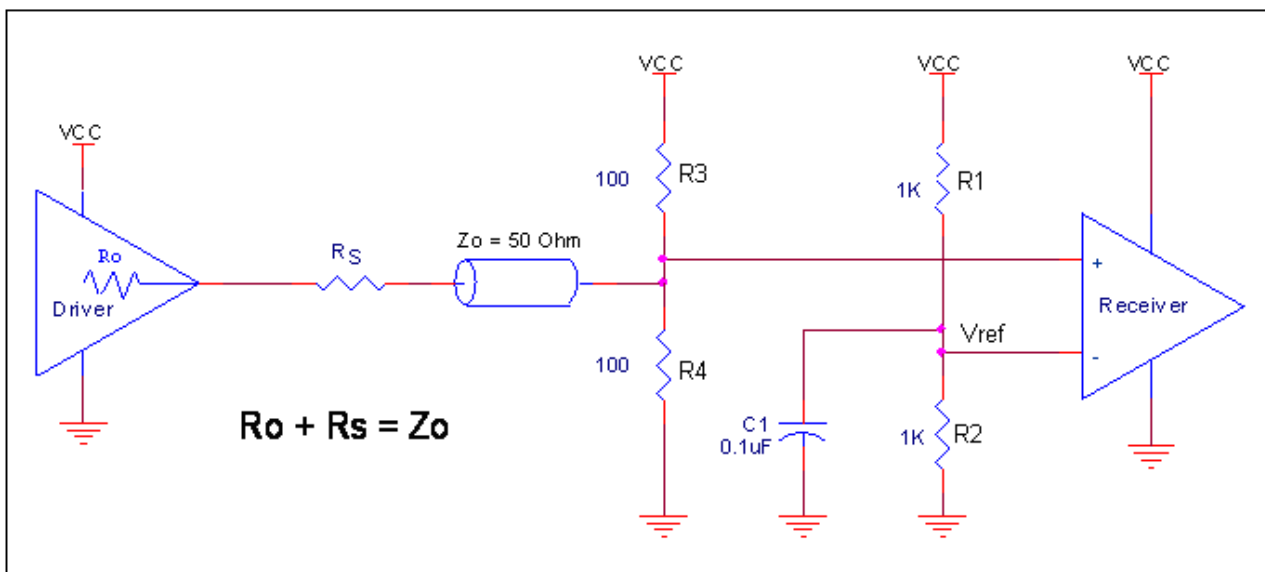 VCC
VCC
VCC
VCC
R3
100
R1
1K
Zo = 50 Ohm
Ro
RS
Driver
+
Receiver
Vref
-
R4
100
Ro + Rs = Zo
C1
0.1uF
R2
1K